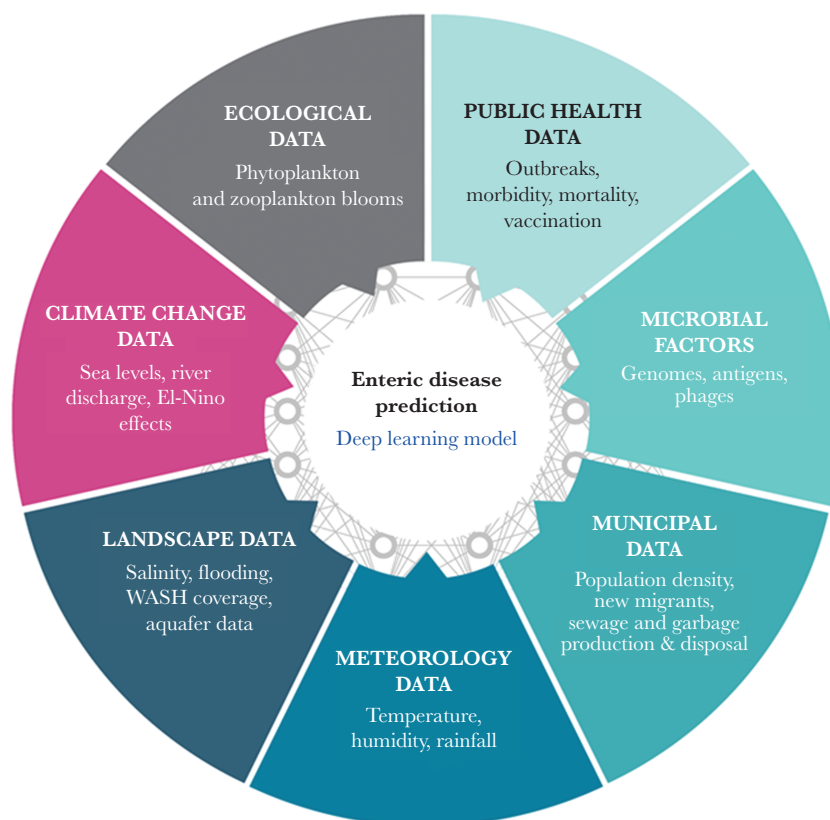 ECOLOGICAL
DATA
Phytoplankton
and zooplankton blooms
PUBLIC HEALTH
DATA
Outbreaks,
morbidity, mortality,
vaccination
MICROBIAL
FACTORS
Genomes, antigens,
phages
MUNICIPAL
DATA
Population density,
new migrants,
sewage and garbage
production & disposal
METEOROLOGY
DATA
Temperature,
humidity, rainfall
LANDSCAPE DATA
Salinity, flooding,
WASH coverage,
aquafer data
CLIMATE CHANGE
DATA
Sea levels, river
discharge, El-Nino
effects
Enteric disease
prediction
Deep learning model